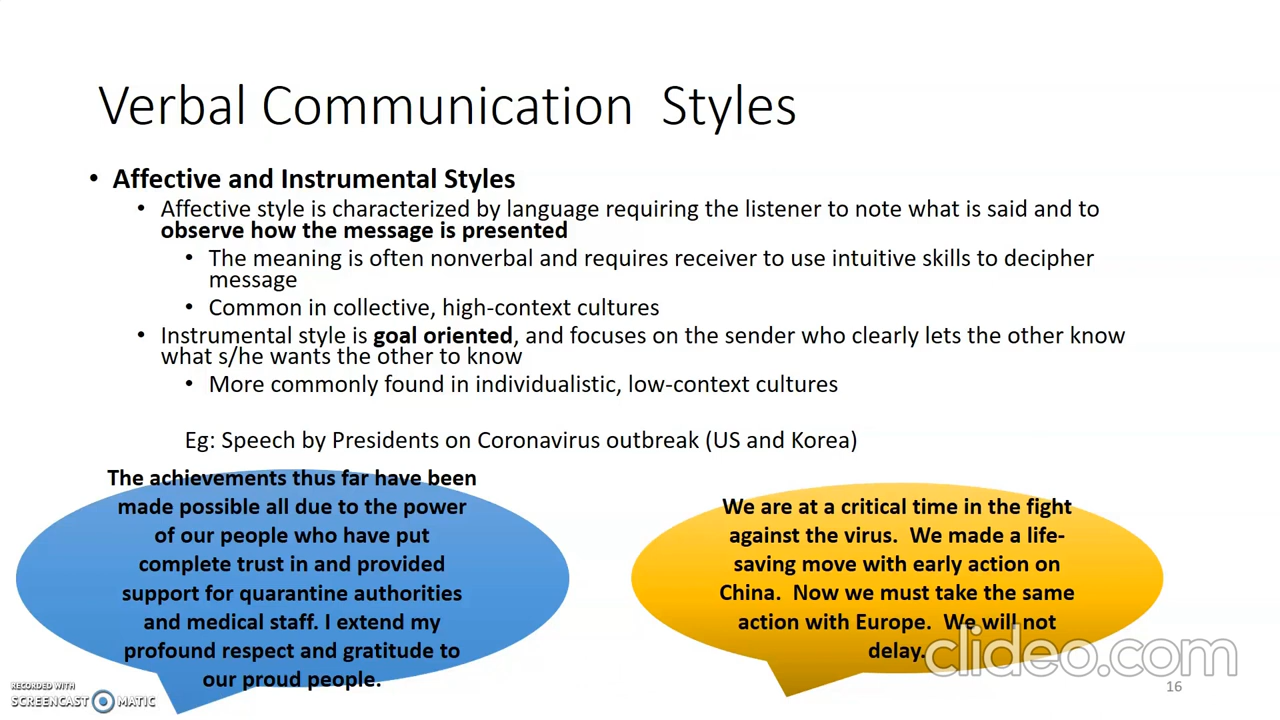 Verbal Communication Styles
• Affective and Instrumental Styles
• Affective style is characterized by language requiring the listener to note what is said and to
observe how the message is presented
• The meaning is often nonverbal and requires receiver to use intuitive skills to decipher
message
• Common in collective, high-context cultures
• Instrumental style is goal oriented, and focuses on the sender who clearly lets the other know
what s/he wants the other to know
• More commonly found in individualistic, low-context cultures
Eg: Speech by Presidents on Coronavirus outbreak (US and Korea)
The achievements thus far have been
made possible all due to the power
of our people who have put
complete trust in and provided
support for quarantine authorities
and medical staff. I extend my
profound respect and gratitude to
our proud people.
We are at a critical time in the fight
against the virus. We made a life-
saving move with early action on
China. Now we must take the same
action with Europe. We will not
delay.
clideo.com
16
RECORDED WITH
SCREENCAST MATIC